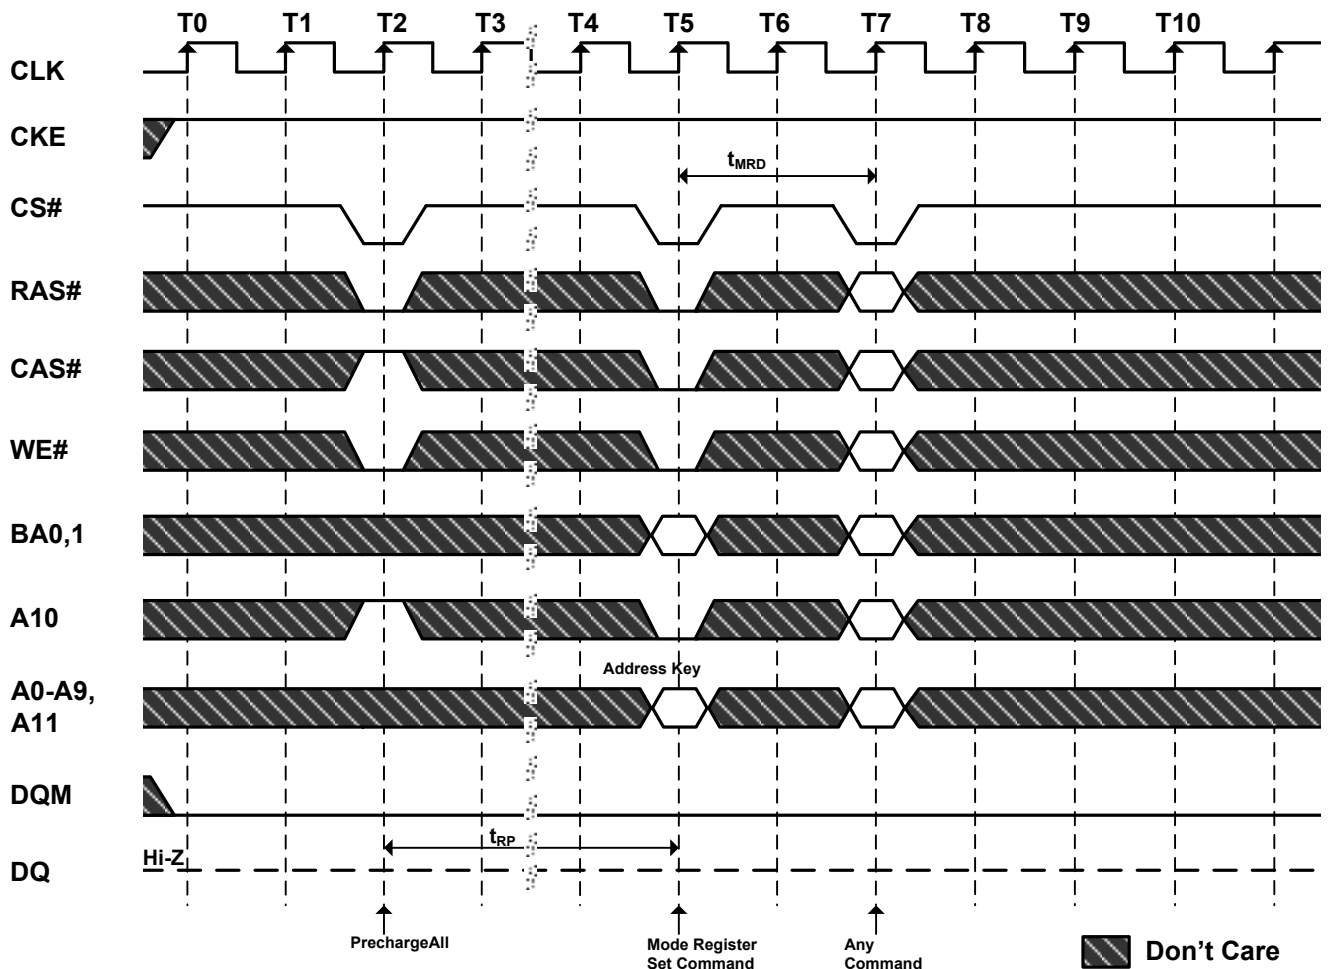 T0 T1 T2 T3 T4 T5 T6 T7 T8 T9 T10
CLK
CKE
tMRD
CS#
RAS#
CAS#
WE#
BA0,1
A10
Address Key
A0-A9,
A11
DQM
tRP
Hi-Z
DQ
PrechargeAll
Mode Register
Set Command
Any
Command
Don't Care